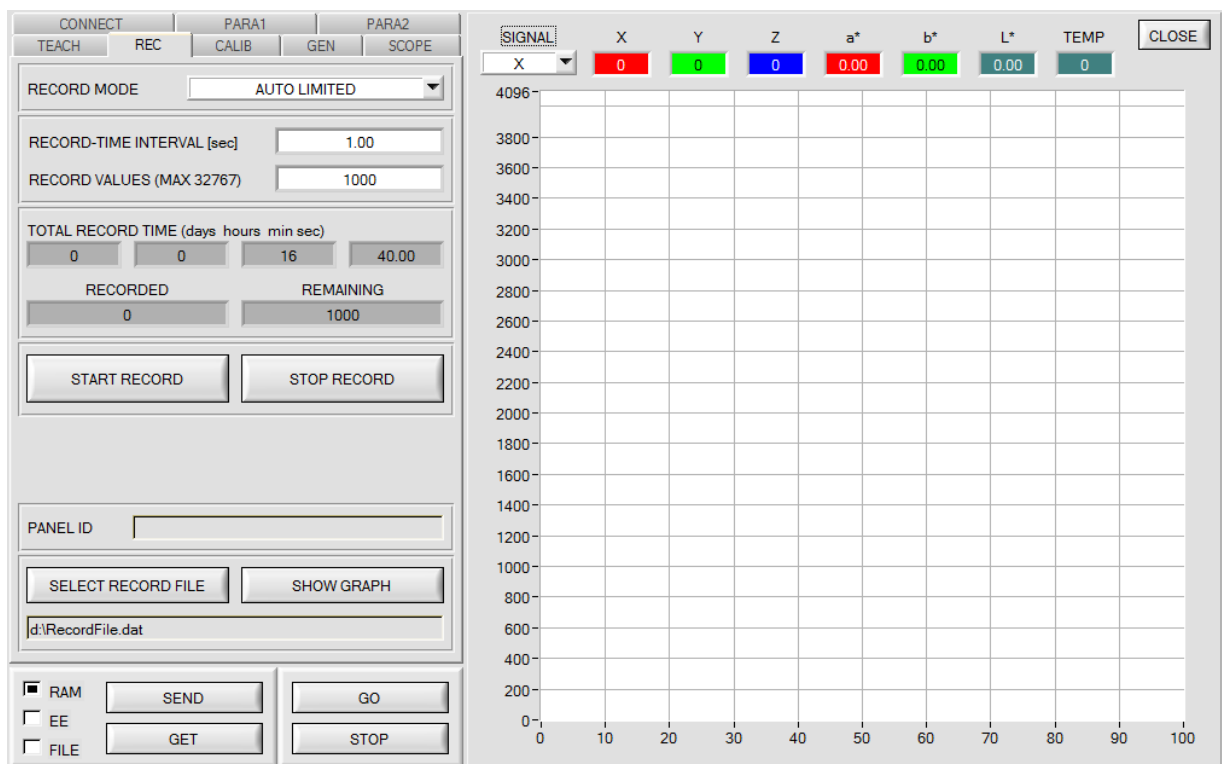 CONNECT PARA1 PARA2
TEACH REC CALIB GEN SCOPE
RECORD MODE AUTO LIMITED
RECORD-TIME INTERVAL [sec] 1.00
RECORD VALUES (MAX 32767) 1000
TOTAL RECORD TIME (days hours min sec)
0 0 16 40.00
RECORDED REMAINING
0 1000
START RECORD STOP RECORD
PANEL ID
SELECT RECORD FILE SHOW GRAPH
d:\RecordFile.dat
RAM SEND GO
EE
FILE GET STOP
SIGNAL X Y Z a* b* L* TEMP CLOSE
X 0 0 0 0.00 0.00 0.00 0
4096
3800
3600
3400
3200
3000
2800
2600
2400
2200
2000
1800
1600
1400
1200
1000
800
600
400
200
0
0 10 20 30 40 50 60 70 80 90 100